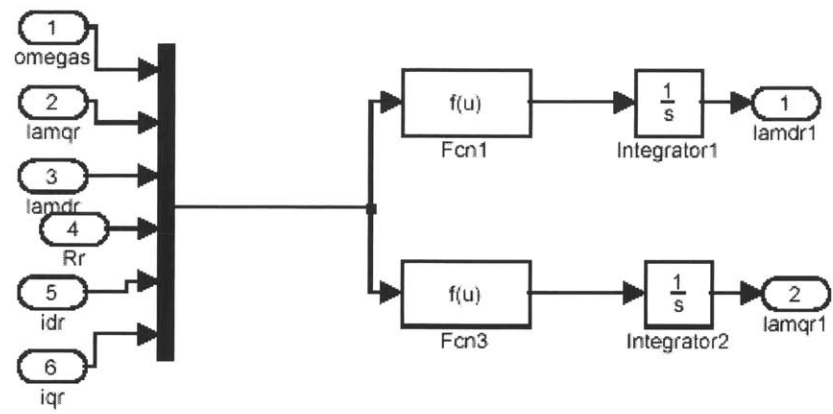 1
omegas
2
lamqr
3
lamdr
4
Rr
5
idr
6
iqr
f(u)
Fcn1
1
s
Integrator1
1
lamdr1
f(u)
Fcn3
1
s
Integrator2
2
lamqr1